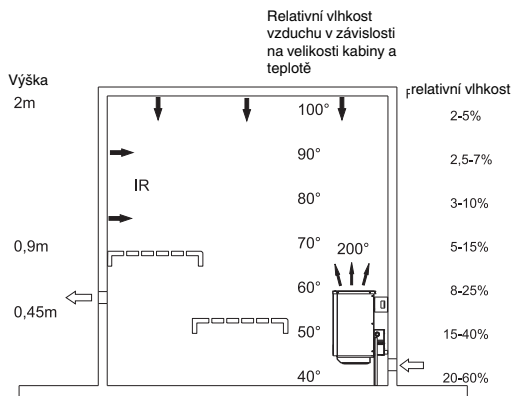 Relativní vlhkost
vzduchu v závislosti
na velikosti kabiny a
teplotě
Výška
relativní vlhkost
2m
100°
2-5%
90°
2,5-7%
IR
80°
3-10%
0,9m
70°
200°
5-15%
60°
8-25%
0,45m
50°
15-40%
40°
20-60%